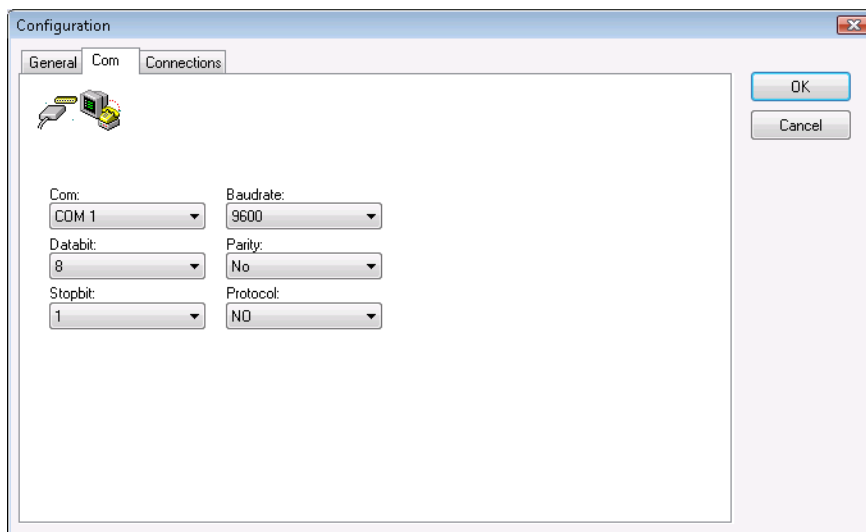 Configuration
General Com Connections
OK
Cancel
Com: Baudrate:
COM 1 9600
Databit: Parity:
8 No
Stopbit: Protocol:
1 NO